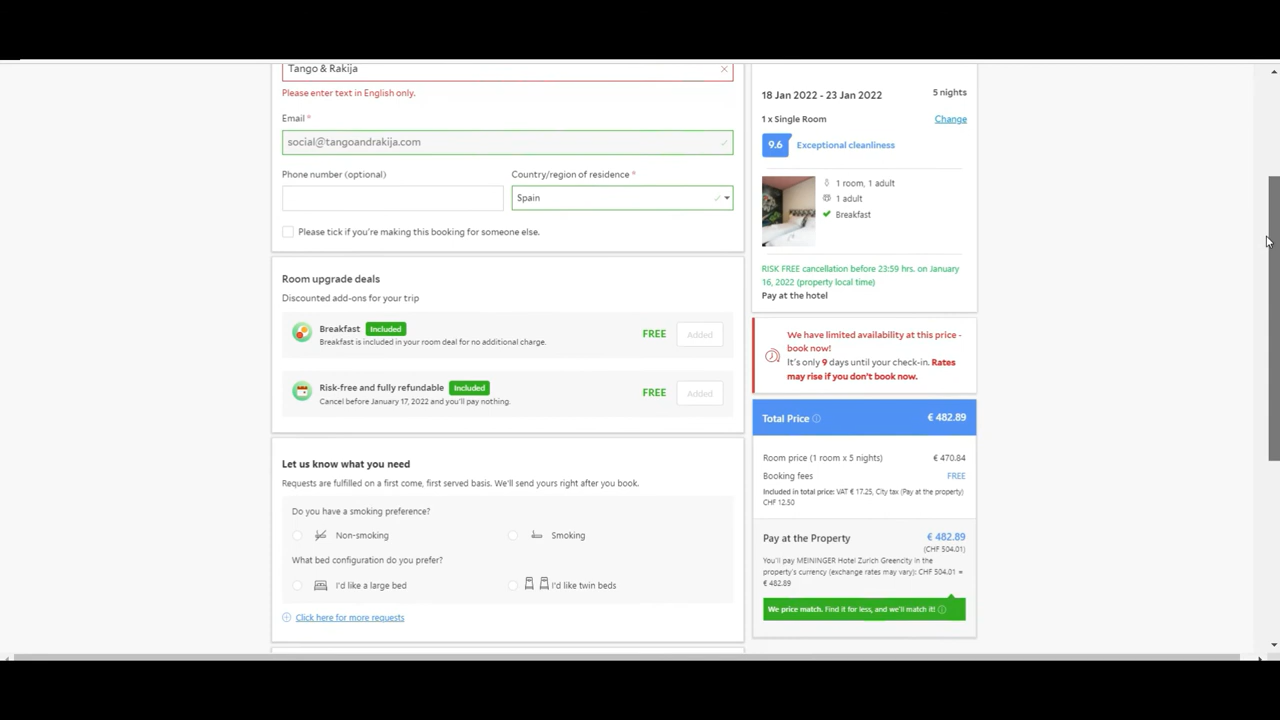 Tango & Rakija
Please enter text in English only.
Email *
social@tangoandrakija.com
Phone number (optional)
Country/region of residence *
Spain
Please tick if you're making this booking for someone else.
Room upgrade deals
Discounted add-ons for your trip
Breakfast Included
Breakfast is included in your room deal for no additional charge.
FREE
Added
Risk-free and fully refundable Included
Cancel before January 17, 2022 and you'll pay nothing.
FREE
Added
Let us know what you need
Requests are fulfilled on a first come, first served basis. We'll send yours right after you book.
Do you have a smoking preference?
Non-smoking
Smoking
What bed configuration do you prefer?
I'd like a large bed
I'd like twin beds
Click here for more requests
18 Jan 2022 - 23 Jan 2022
5 nights
1 x Single Room
Change
9.6 Exceptional cleanliness
1 room, 1 adult
1 adult
Breakfast
RISK FREE cancellation before 23:59 hrs. on January
16, 2022 (property local time)
Pay at the hotel
We have limited availability at this price -
book now!
It's only 9 days until your check-in. Rates
may rise if you don't book now.
Total Price
€ 482.89
Room price (1 room x 5 nights)
€ 470.84
Booking fees
FREE
Included in total price: VAT € 17.25, City tax (Pay at the property)
CHF 12.50
Pay at the Property
€ 482.89
(CHF 504.01)
You'll pay MEININGER Hotel Zurich Greencity in the
property's currency (exchange rates may vary): CHF 504.01 =
€ 482.89
We price match. Find it for less, and we'll match it!